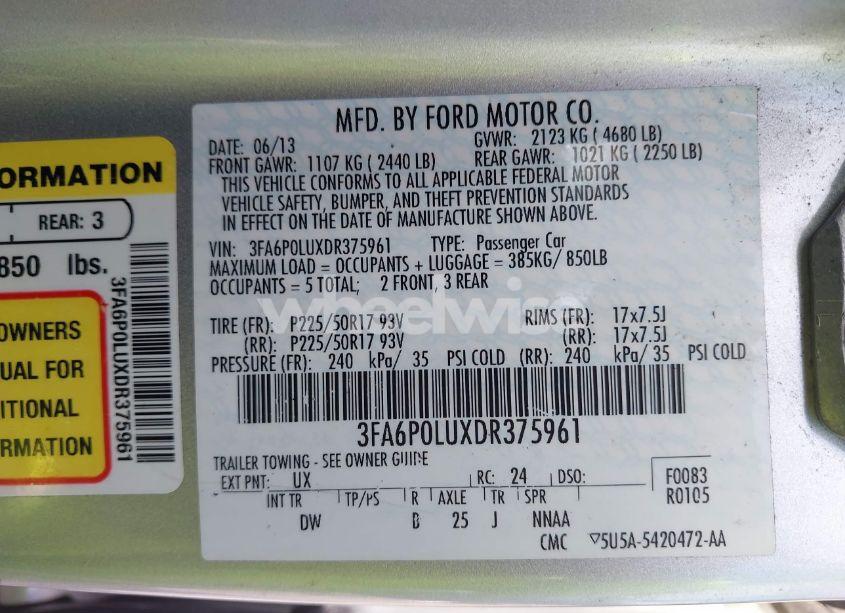 MFD. BY FORD MOTOR CO.
DATE: 06/13 GVWR: 2123 KG ( 4680 LB)
FRONT GAWR: 1107 KG ( 2440 LB) REAR GAWR: 1021 KG ( 2250 LB)
THIS VEHICLE CONFORMS TO ALL APPLICABLE FEDERAL MOTOR
VEHICLE SAFETY, BUMPER, AND THEFT PREVENTION STANDARDS
IN EFFECT ON THE DATE OF MANUFACTURE SHOWN ABOVE.
VIN: 3FA6P0LUXDR375961 TYPE: Passenger Car
MAXIMUM LOAD = OCCUPANTS + LUGGAGE = 385KG/ 850LB
OCCUPANTS = 5 TOTAL; 2 FRONT, 3 REAR
wheelwise
TIRE (FR): P225/50R17 93V RIMS (FR): 17x7.5J
(RR): P225/50R17 93V (RR): 17x7.5J
PRESSURE (FR): 240 kPa/ 35 PSI COLD (RR): 240 kPa/ 35 PSI COLD
3FA6P0LUXDR375961
TRAILER TOWING - SEE OWNER GUIDE
EXT PNT: UX RC: 24 DSO: F0083
R0105
INT TR TP/PS R AXLE TR SPR
DW B 25 J NNAA
CMC ▽5U5A-5420472-AA
ORMATION
REAR: 3
850 lbs.
3FA6P0LUXDR375961
OWNERS
UAL FOR
ITIONAL
ORMATION